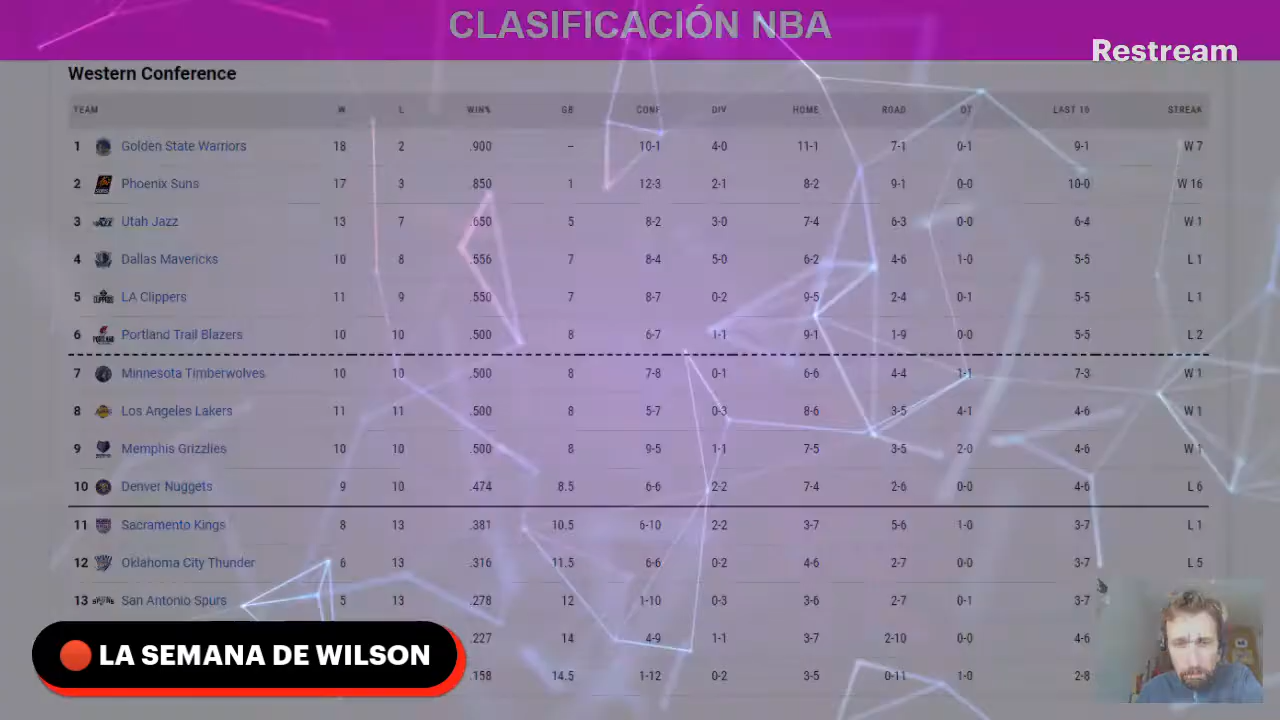 CLASIFICACIÓN NBA
Restream
Western Conference
TEAM W L WIN% GB CONF DIV HOME ROAD OT LAST 10 STREAK
1 Golden State Warriors 18 2 .900 – 10-1 4-0 11-1 7-1 0-1 9-1 W 7
2 Phoenix Suns 17 3 .850 1 12-3 2-1 8-2 9-1 0-0 10-0 W 16
3 Utah Jazz 13 7 .650 5 8-2 3-0 7-4 6-3 0-0 6-4 W 1
4 Dallas Mavericks 10 8 .556 7 8-4 5-0 6-2 4-6 1-0 5-5 L 1
5 LA Clippers 11 9 .550 7 8-7 0-2 9-5 2-4 0-1 5-5 L 1
6 Portland Trail Blazers 10 10 .500 8 6-7 1-1 9-1 1-9 0-0 5-5 L 2
7 Minnesota Timberwolves 10 10 .500 8 7-8 0-1 6-6 4-4 1-1 7-3 W 1
8 Los Angeles Lakers 11 11 .500 8 5-7 0-3 8-6 3-5 4-1 4-6 W 1
9 Memphis Grizzlies 10 10 .500 8 9-5 1-1 7-5 3-5 2-0 4-6 W 1
10 Denver Nuggets 9 10 .474 8.5 6-6 2-2 7-4 2-6 0-0 4-6 L 6
11 Sacramento Kings 8 13 .381 10.5 6-10 2-2 3-7 5-6 1-0 3-7 L 1
12 Oklahoma City Thunder 6 13 .316 11.5 6-6 0-2 4-6 2-7 0-0 3-7 L 5
13 San Antonio Spurs 5 13 .278 12 1-10 0-3 3-6 2-7 0-1 3-7
.227 14 4-9 1-1 3-7 2-10 0-0 4-6
LA SEMANA DE WILSON
.158 14.5 1-12 0-2 3-5 0-11 1-0 2-8